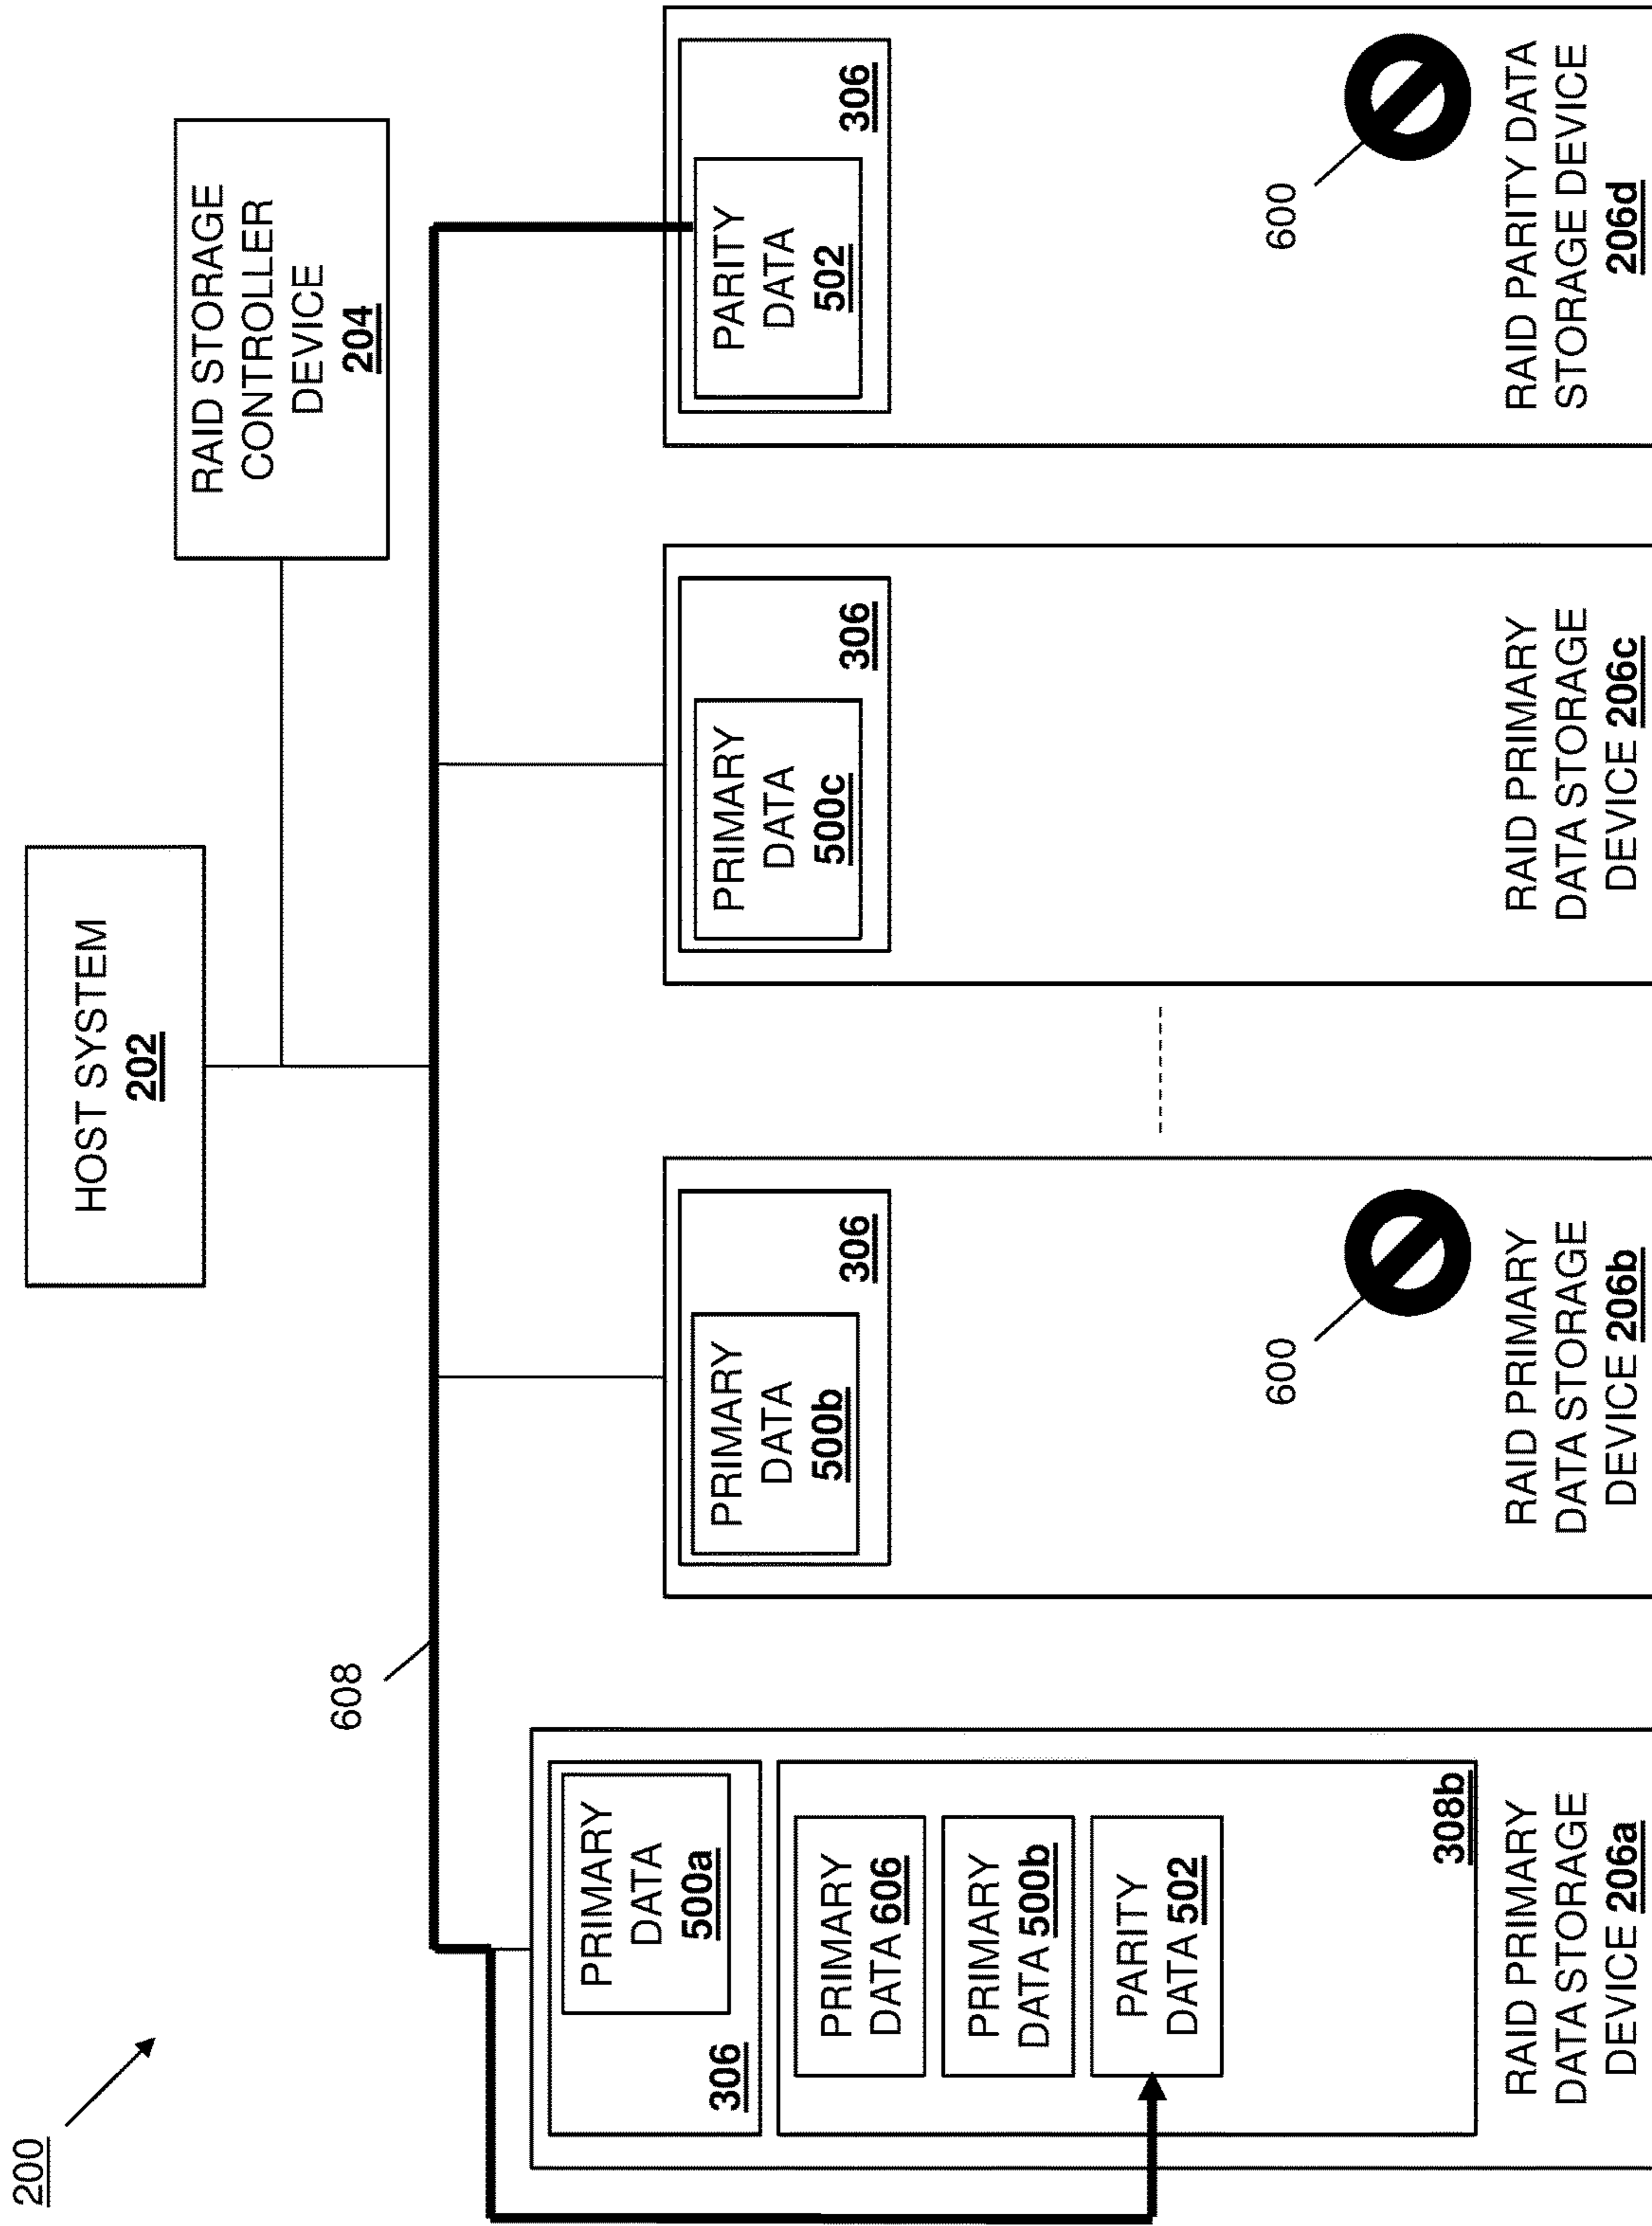 200
HOST SYSTEM
202
RAID STORAGE
CONTROLLER
DEVICE
204
608
PRIMARY
DATA
500a
306
PRIMARY
DATA 606
PRIMARY
DATA 500b
PARITY
DATA 502
308b
RAID PRIMARY
DATA STORAGE
DEVICE 206a
PRIMARY
DATA
500b
306
600
RAID PRIMARY
DATA STORAGE
DEVICE 206b
PRIMARY
DATA
500c
306
RAID PRIMARY
DATA STORAGE
DEVICE 206c
PARITY
DATA
502
306
600
RAID PARITY DATA
STORAGE DEVICE
206d